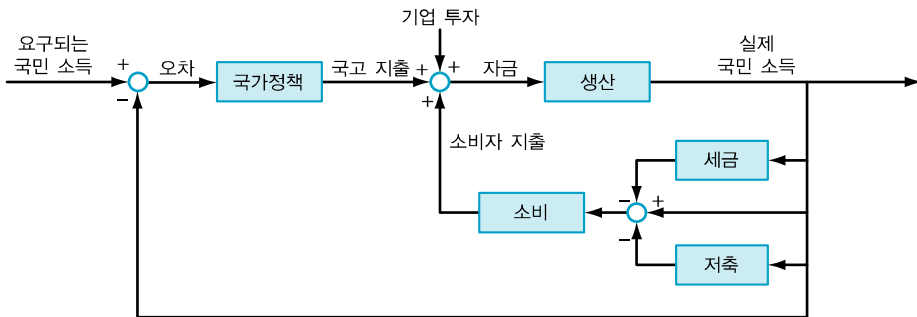 기업 투자
요구되는
국민 소득
+
−
오차
국가정책
국고 지출
+
+
+
자금
생산
실제
국민 소득
소비자 지출
세금
−
+
소비
−
저축